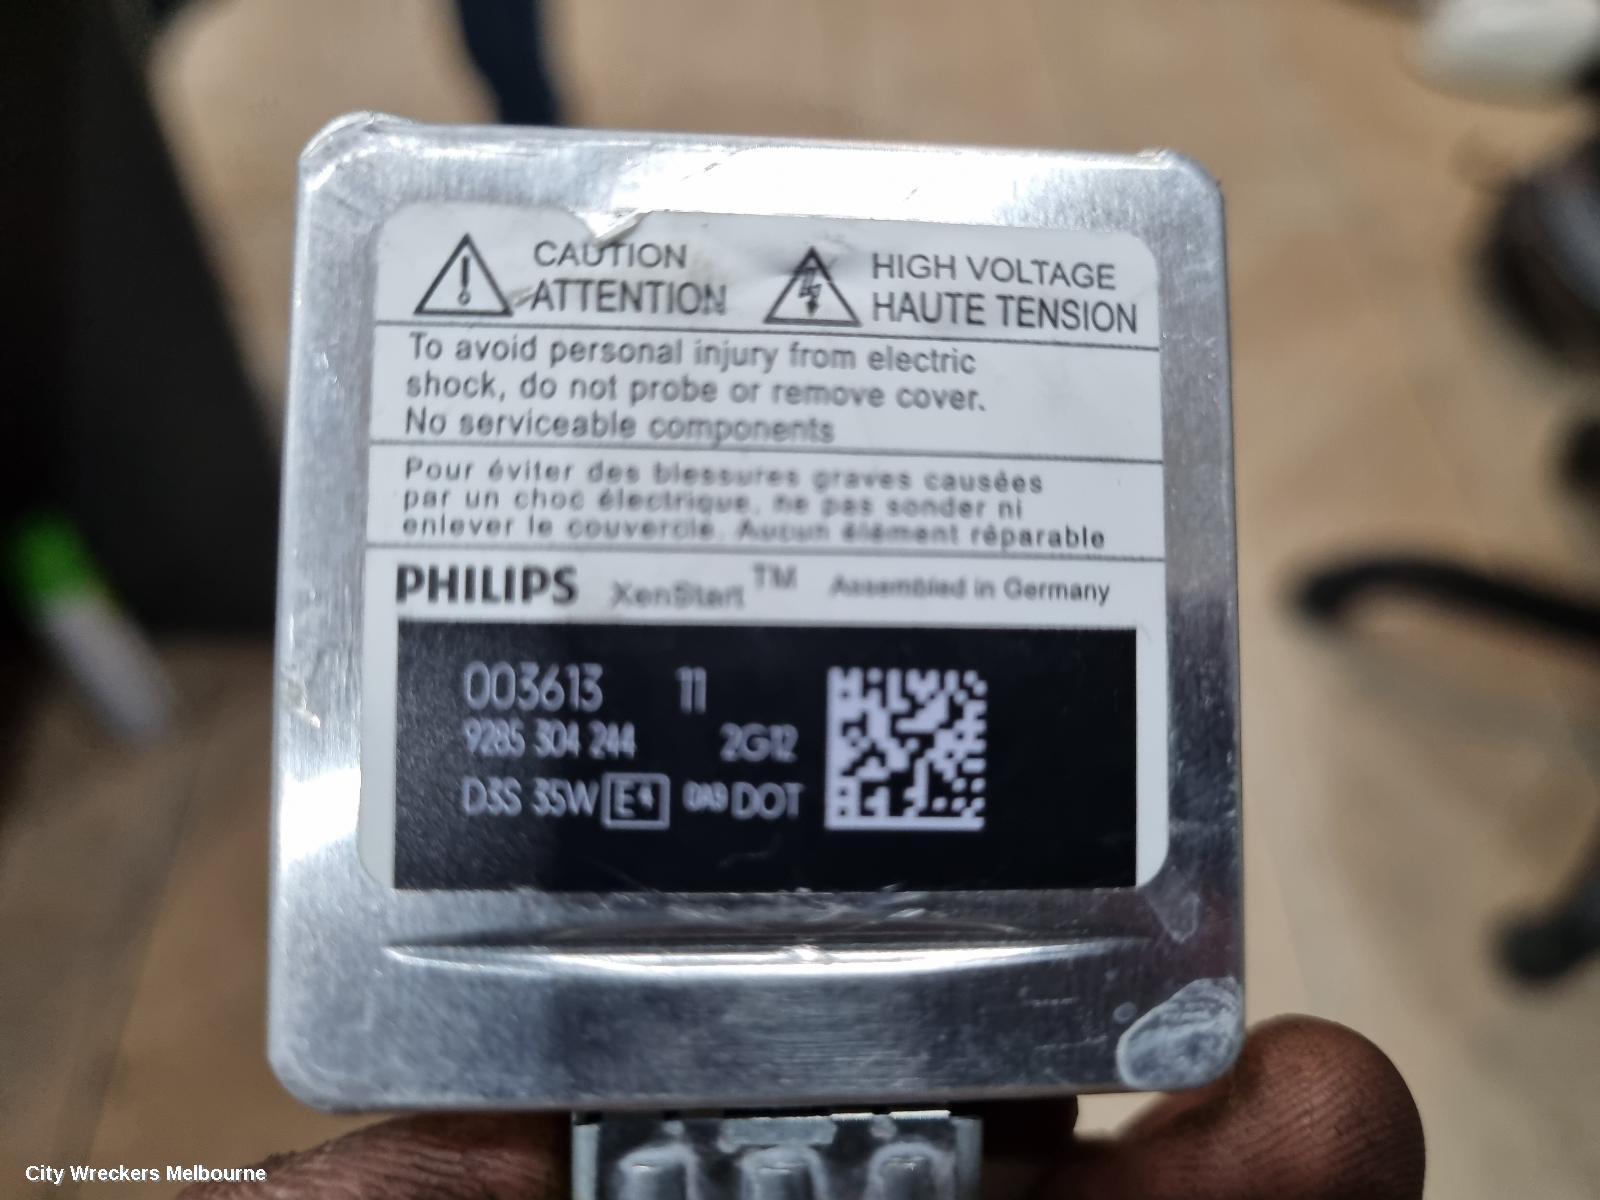 CAUTION
ATTENTION
HIGH VOLTAGE
HAUTE TENSION
To avoid personal injury from electric
shock, do not probe or remove cover.
No serviceable components
Pour éviter des blessures graves causées
par un choc électrique, ne pas sonder ni
enlever le couvercle. Aucun élément réparable
PHILIPS XenStart™ Assembled in Germany
003613 11
9285 304 244 2G12
D3S 35W E4 0A9 DOT
City Wreckers Melbourne